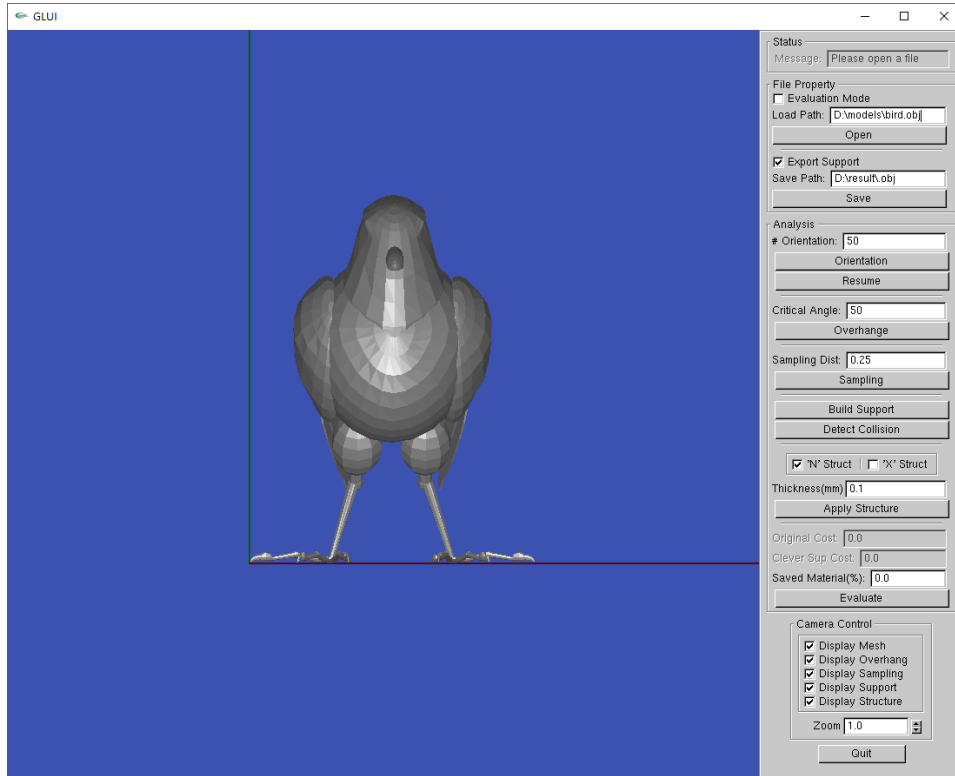 GLUI
Status
Message: Please open a file
File Property
Evaluation Mode
Load Path: D:\models\bird.obj
Open
Export Support
Save Path: D:\result\.obj
Save
Analysis
# Orientation: 50
Orientation
Resume
Critical Angle: 50
Overhange
Sampling Dist: 0.25
Sampling
Build Support
Detect Collision
'N' Struct 'X' Struct
Thickness(mm) 0.1
Apply Structure
Original Cost: 0.0
Clever Sup Cost: 0.0
Saved Material(%): 0.0
Evaluate
Camera Control
Display Mesh
Display Overhang
Display Sampling
Display Support
Display Structure
Zoom 1.0
Quit